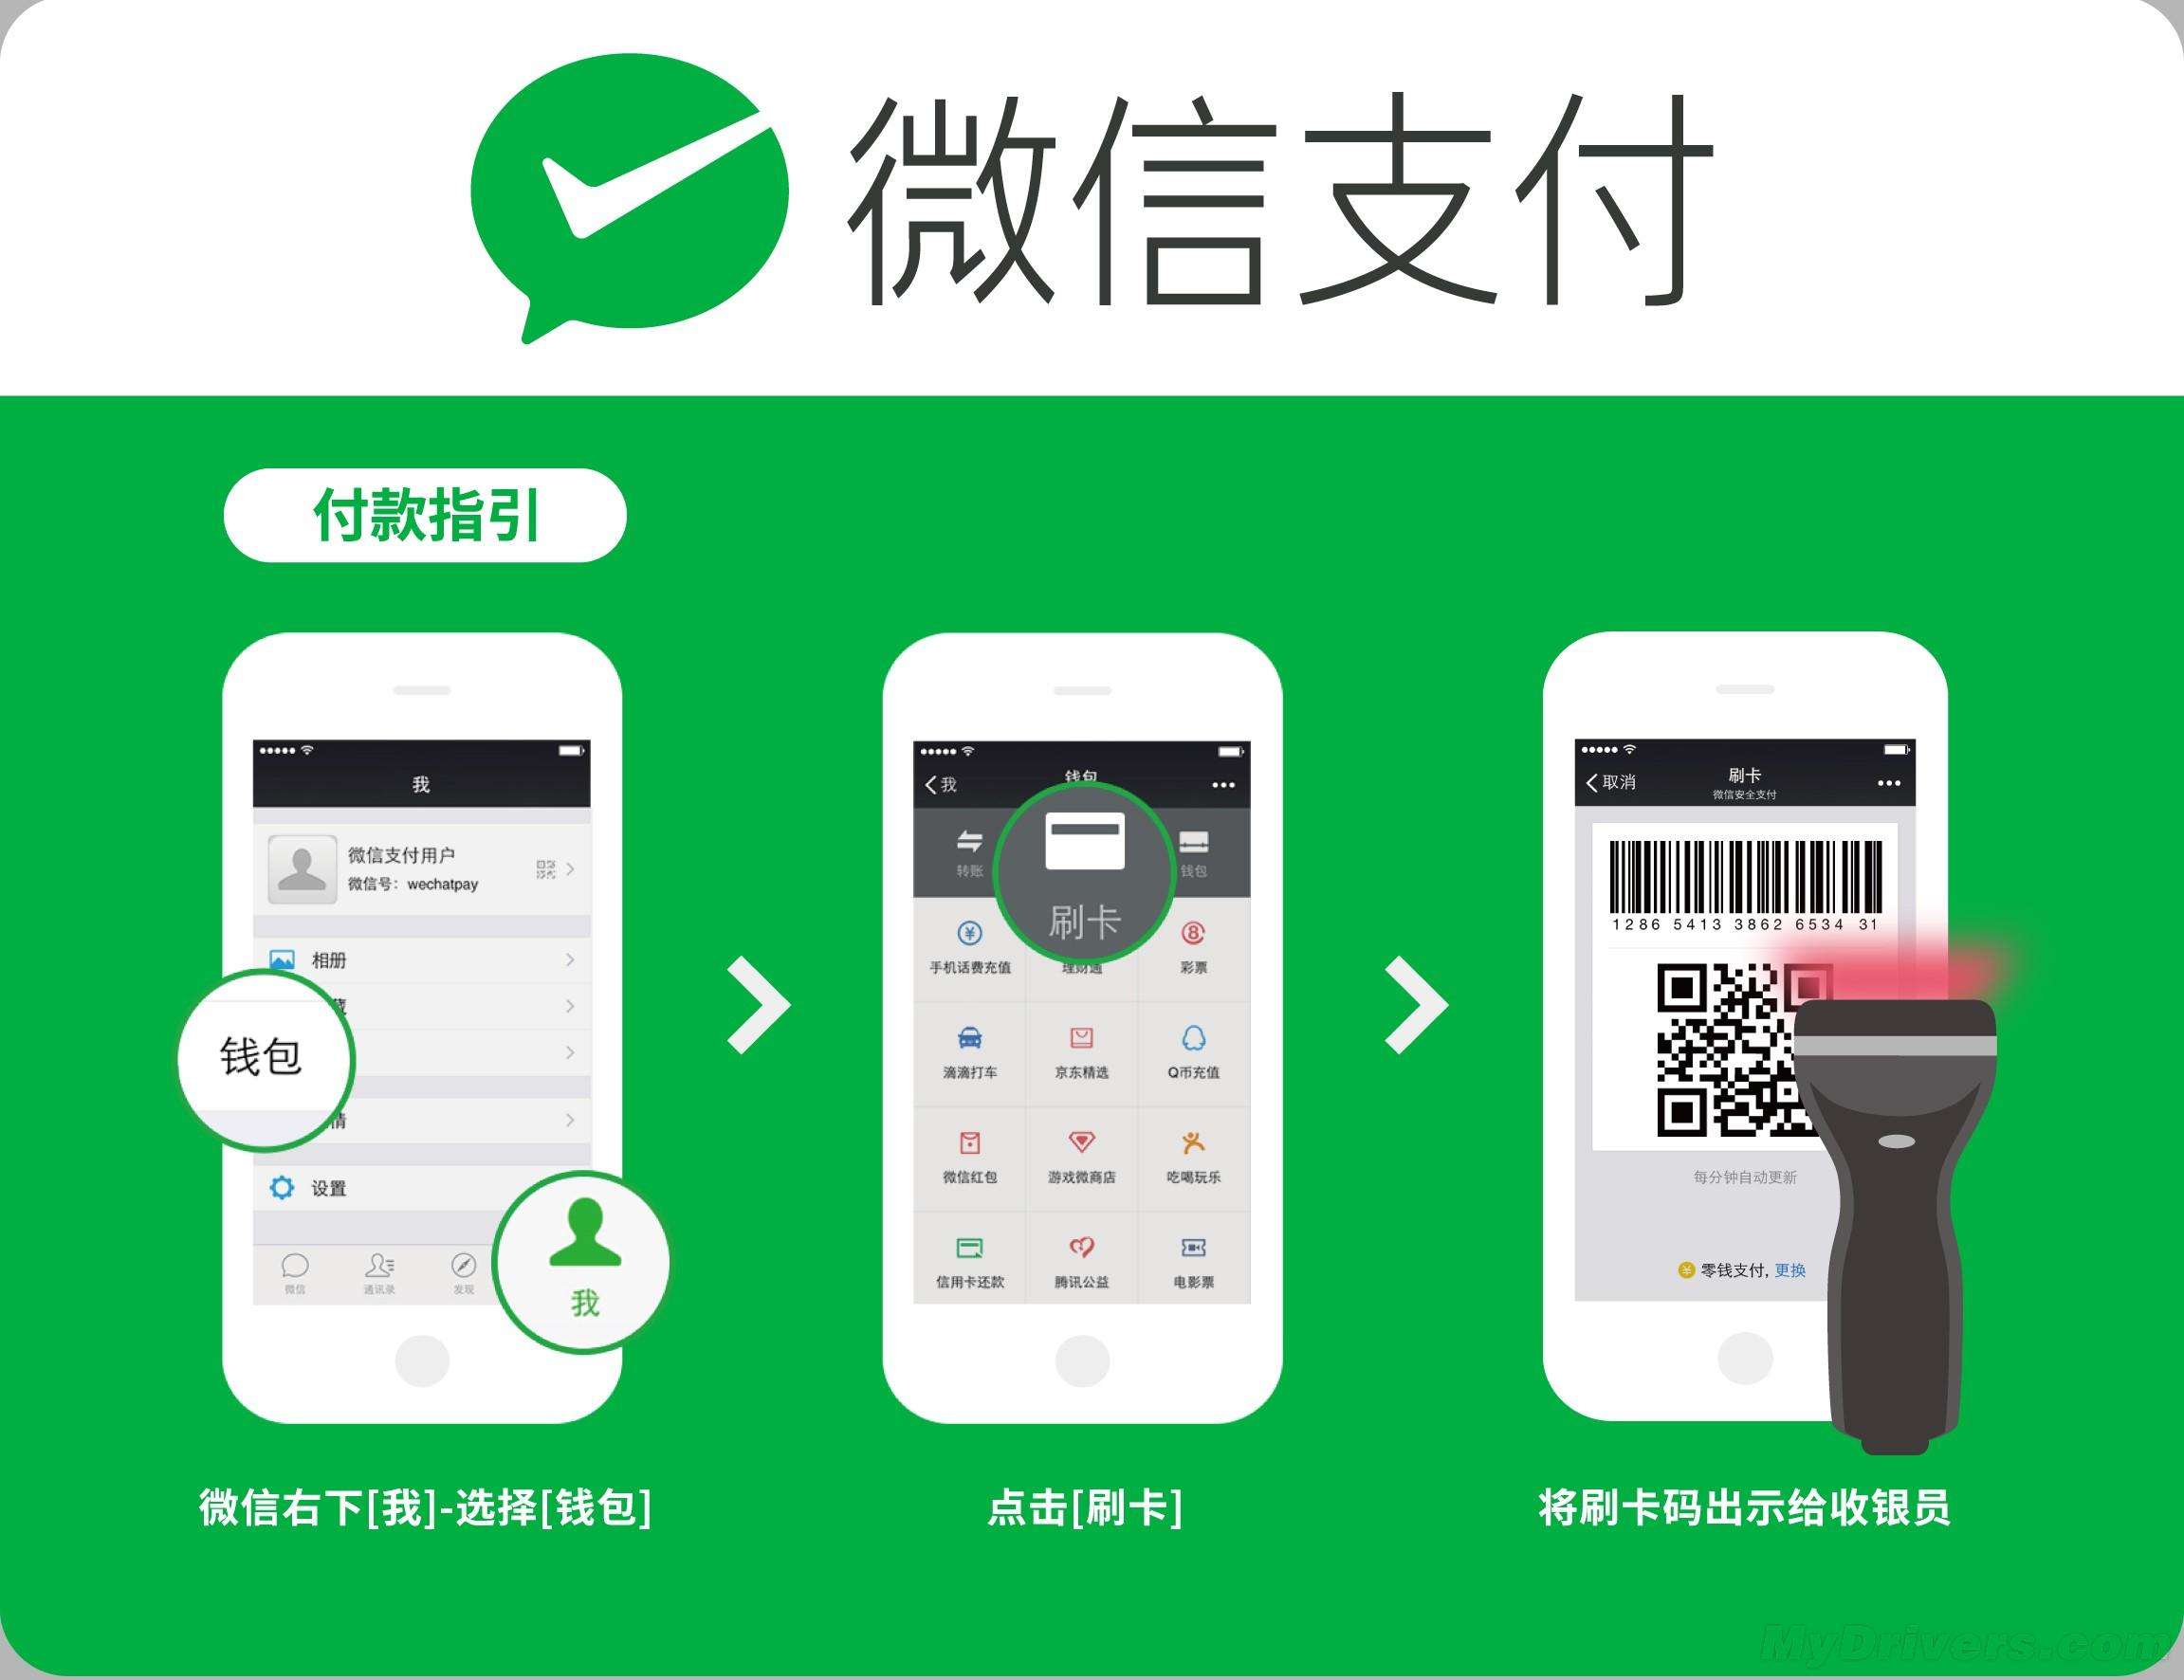 微信支付
付款指引
我
微信支付用户
微信号：wechatpay
相册
藏
钱包
情
设置
微信
通讯录
发现
我
微信右下[我]-选择[钱包]
我
钱包
转账
刷卡
钱包
手机话费充值
理财通
彩票
滴滴打车
京东精选
Q币充值
微信红包
游戏微商店
吃喝玩乐
信用卡还款
腾讯公益
电影票
点击[刷卡]
取消
刷卡
微信安全支付
1286 5413 3862 6534 31
每分钟自动更新
零钱支付, 更换
将刷卡码出示给收银员
MyDrivers.com